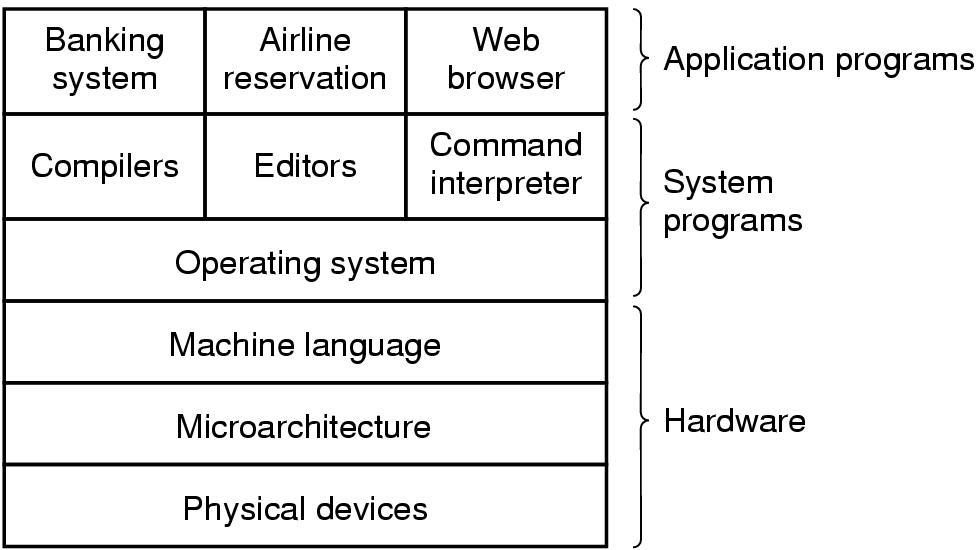 Banking
system
Airline
reservation
Web
browser
Application programs
Compilers
Editors
Command
interpreter
System
programs
Operating system
Machine language
Microarchitecture
Hardware
Physical devices